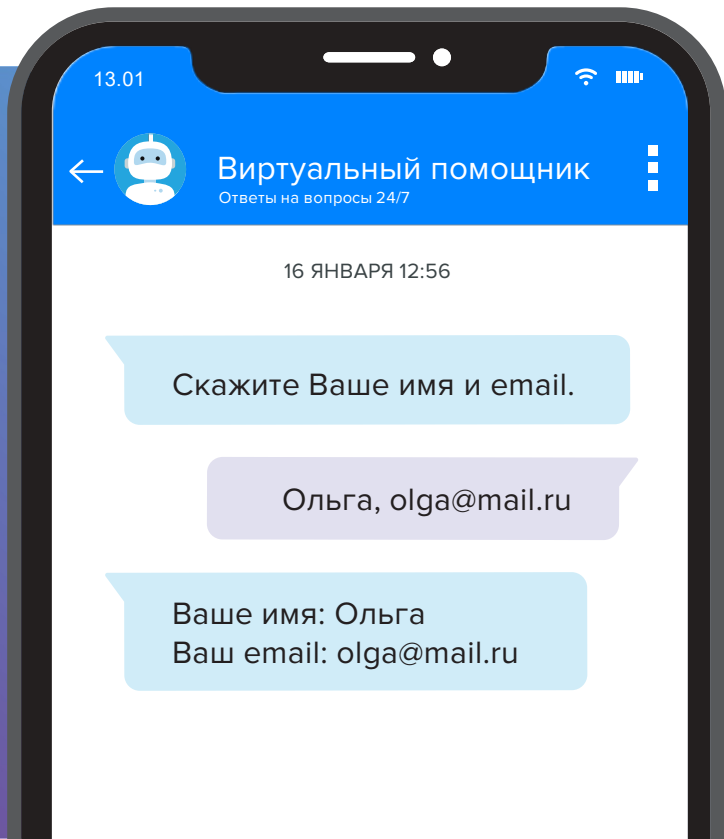 13.01
Виртуальный помощник
Ответы на вопросы 24/7
16 ЯНВАРЯ 12:56
Скажите Ваше имя и email.
Ольга, olga@mail.ru
Ваше имя: Ольга
Ваш email: olga@mail.ru